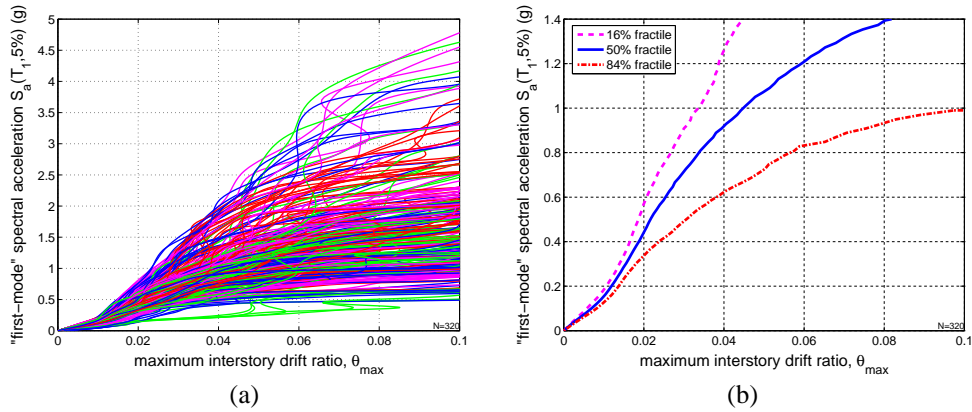 "first−mode" spectral acceleration S_a(T_1,5%) (g)
5
4.5
4
3.5
3
2.5
2
1.5
1
0.5
0
0 0.02 0.04 0.06 0.08 0.1
N=320
maximum interstory drift ratio, θ_max
(a)
"first−mode" spectral acceleration S_a(T_1,5%) (g)
1.4
1.2
1
0.8
0.6
0.4
0.2
0
16% fractile
50% fractile
84% fractile
0 0.02 0.04 0.06 0.08 0.1
N=320
maximum interstory drift ratio, θ_max
(b)